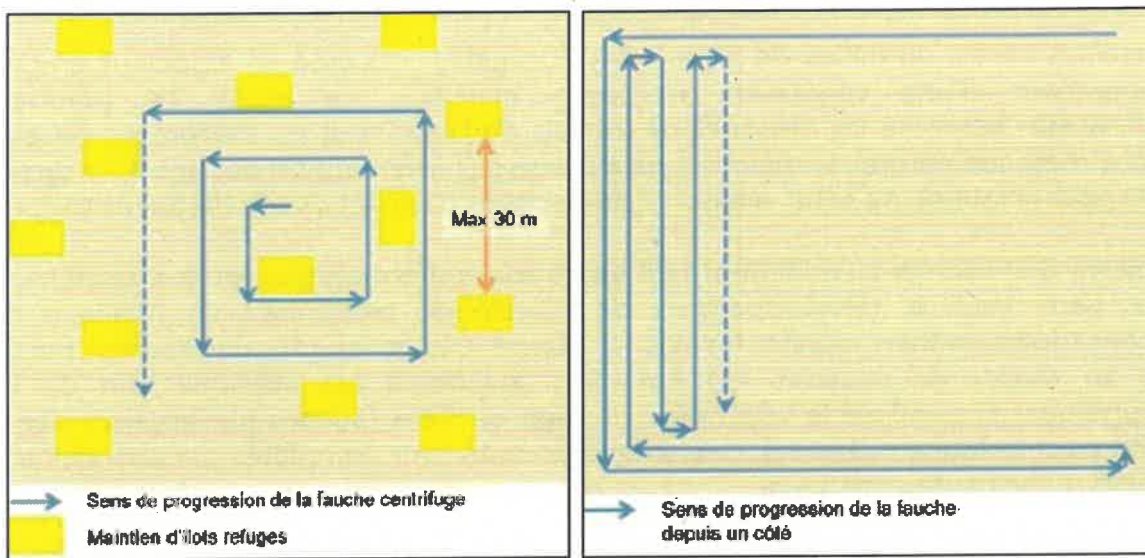 Max 30 m
Sens de progression de la fauche centrifuge
Maintien d'îlots refuges
Sens de progression de la fauche
depuis un côté